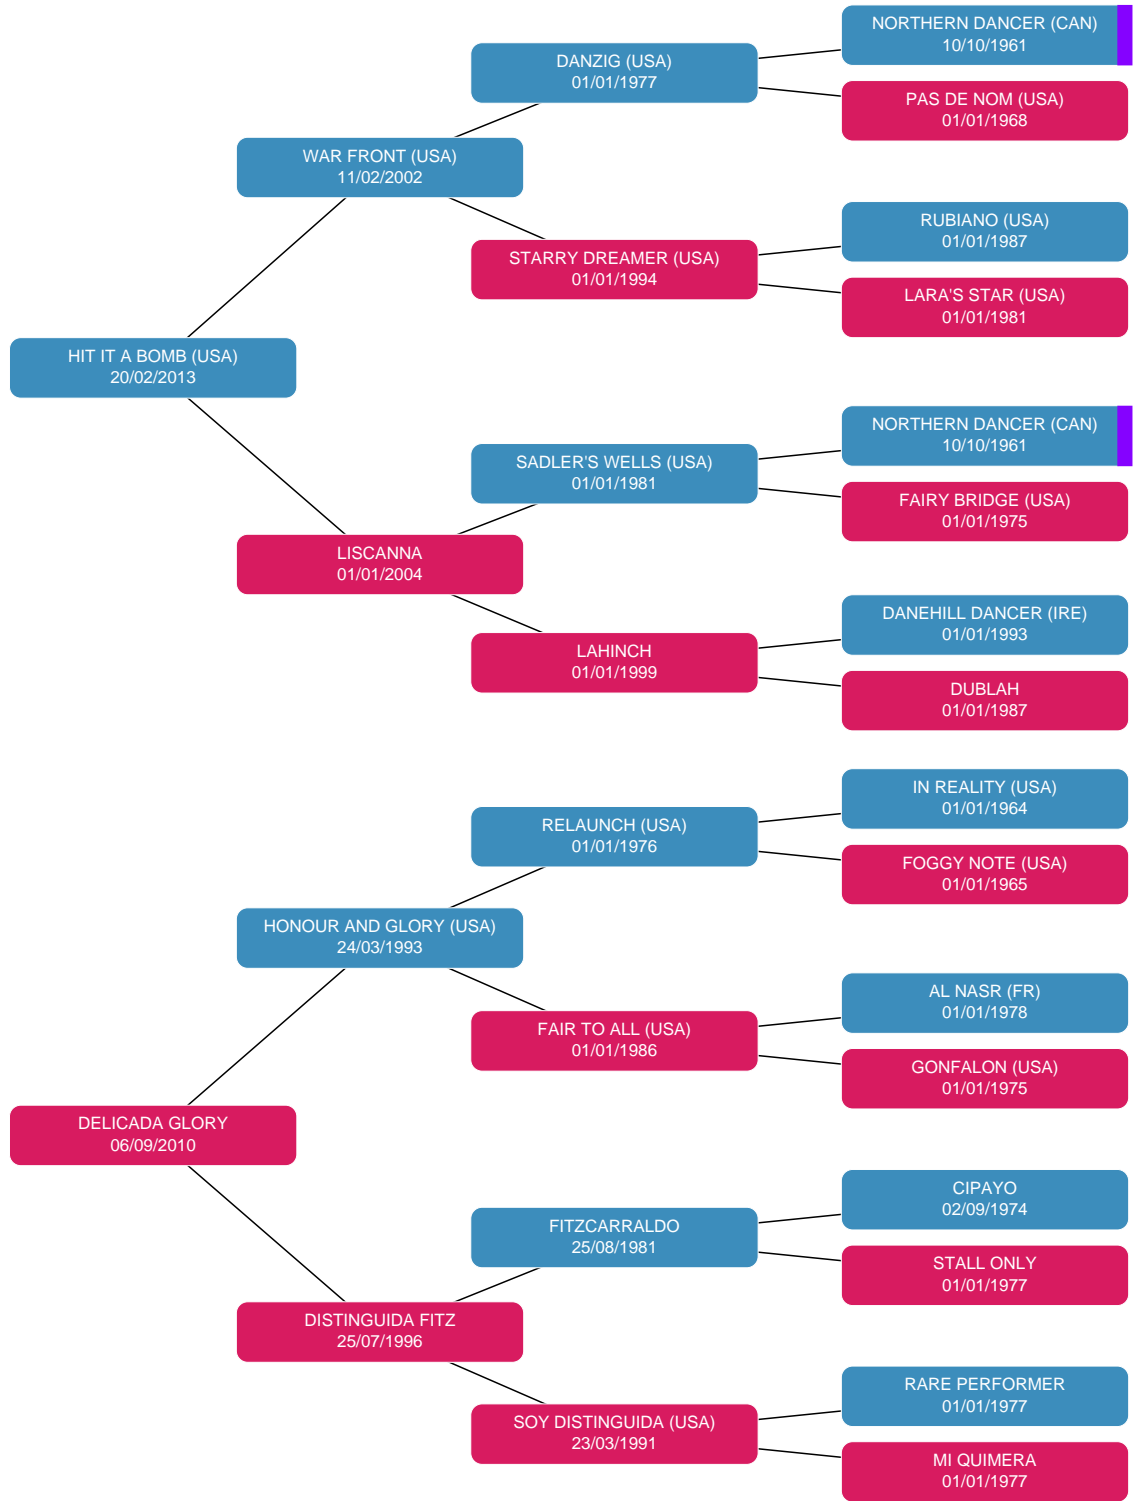 NORTHERN DANCER (CAN)
10/10/1961
DANZIG (USA)
01/01/1977
PAS DE NOM (USA)
01/01/1968
WAR FRONT (USA)
11/02/2002
RUBIANO (USA)
01/01/1987
STARRY DREAMER (USA)
01/01/1994
LARA'S STAR (USA)
01/01/1981
HIT IT A BOMB (USA)
20/02/2013
NORTHERN DANCER (CAN)
10/10/1961
SADLER'S WELLS (USA)
01/01/1981
FAIRY BRIDGE (USA)
01/01/1975
LISCANNA
01/01/2004
DANEHILL DANCER (IRE)
01/01/1993
LAHINCH
01/01/1999
DUBLAH
01/01/1987
IN REALITY (USA)
01/01/1964
RELAUNCH (USA)
01/01/1976
FOGGY NOTE (USA)
01/01/1965
HONOUR AND GLORY (USA)
24/03/1993
AL NASR (FR)
01/01/1978
FAIR TO ALL (USA)
01/01/1986
GONFALON (USA)
01/01/1975
DELICADA GLORY
06/09/2010
CIPAYO
02/09/1974
FITZCARRALDO
25/08/1981
STALL ONLY
01/01/1977
DISTINGUIDA FITZ
25/07/1996
RARE PERFORMER
01/01/1977
SOY DISTINGUIDA (USA)
23/03/1991
MI QUIMERA
01/01/1977